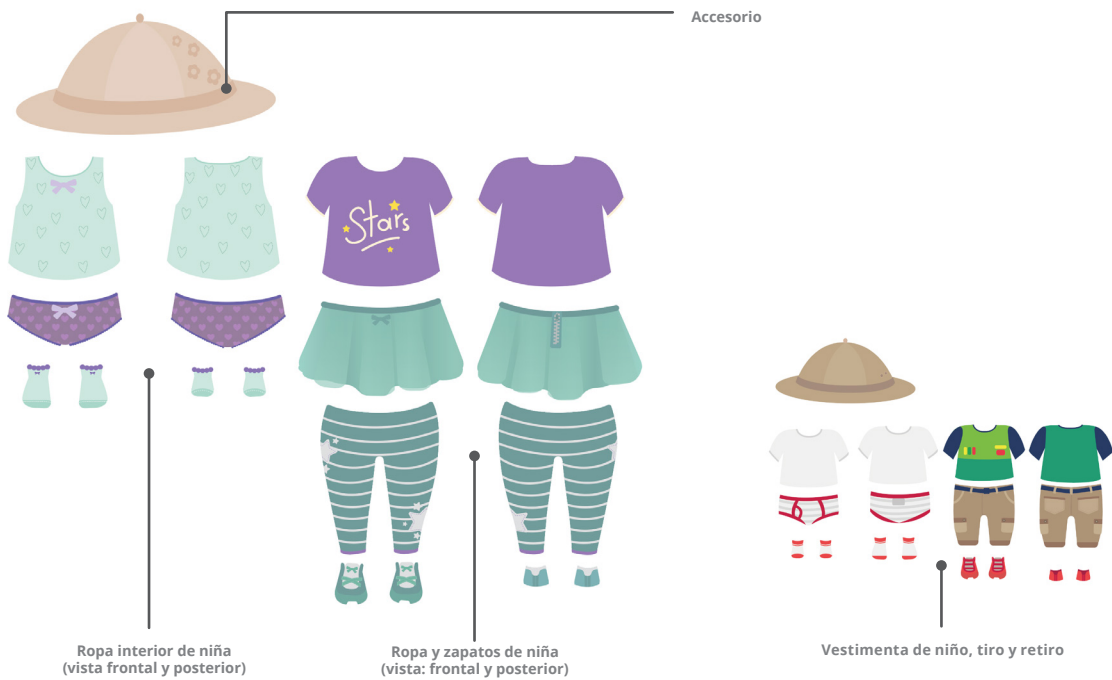 Accesorio
Stars
Ropa interior de niña
(vista frontal y posterior)
Ropa y zapatos de niña
(vista: frontal y posterior)
Vestimenta de niño, tiro y retiro